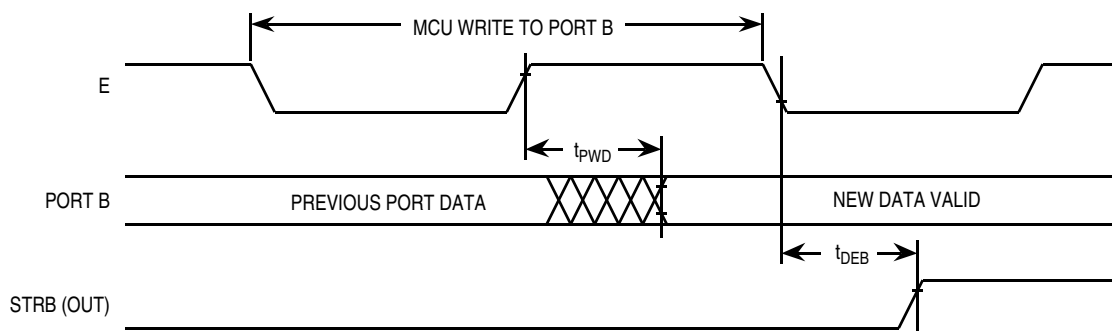 MCU WRITE TO PORT B
E
tPWD
PORT B
PREVIOUS PORT DATA
NEW DATA VALID
tDEB
STRB (OUT)